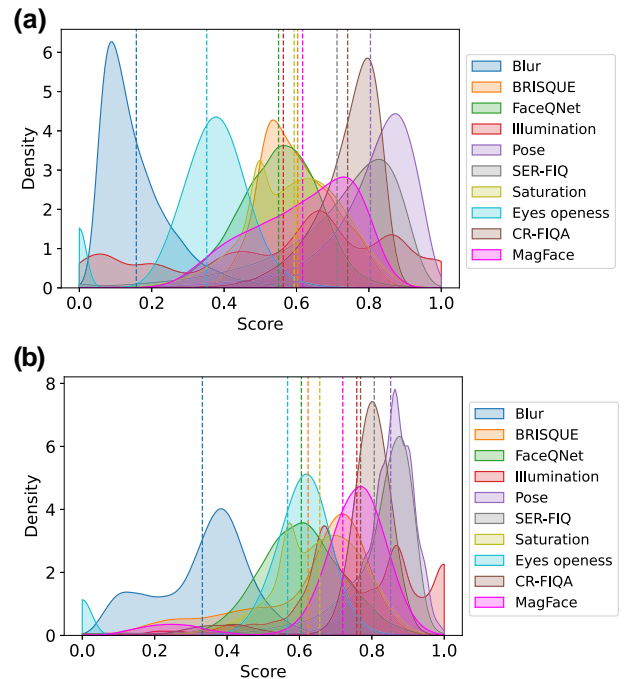 (a)
6
5
4
3
2
1
0
Density
0.0 0.2 0.4 0.6 0.8 1.0
Score
Blur
BRISQUE
FaceQNet
Illumination
Pose
SER-FIQ
Saturation
Eyes openess
CR-FIQA
MagFace
(b)
8
6
4
2
0
Density
0.0 0.2 0.4 0.6 0.8 1.0
Score
Blur
BRISQUE
FaceQNet
Illumination
Pose
SER-FIQ
Saturation
Eyes openess
CR-FIQA
MagFace